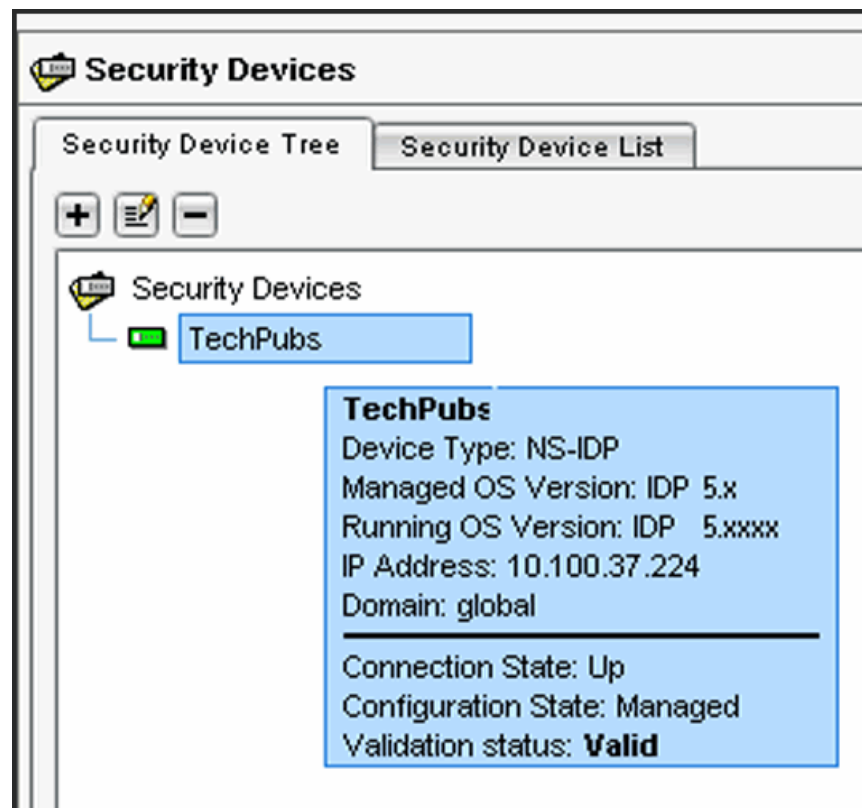 Security Devices
Security Device Tree
Security Device List
Security Devices
TechPubs
TechPubs
Device Type: NS-IDP
Managed OS Version: IDP 5.x
Running OS Version: IDP 5.xxxx
IP Address: 10.100.37.224
Domain: global
Connection State: Up
Configuration State: Managed
Validation status: Valid